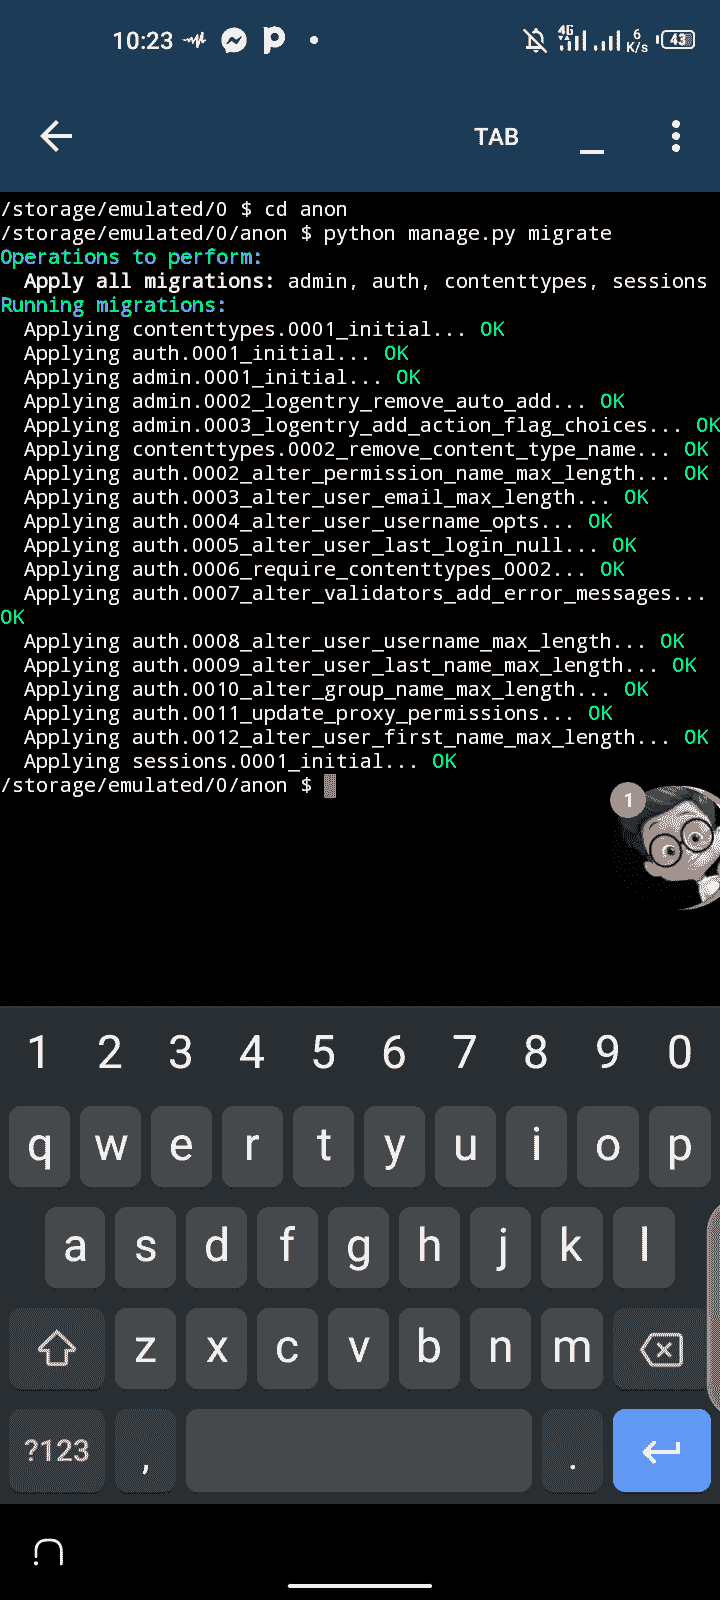 10:23
4G
6
K/s
43
TAB
/storage/emulated/0 $ cd anon
/storage/emulated/0/anon $ python manage.py migrate
Operations to perform:
Apply all migrations: admin, auth, contenttypes, sessions
Running migrations:
Applying contenttypes.0001_initial... OK
Applying auth.0001_initial... OK
Applying admin.0001_initial... OK
Applying admin.0002_logentry_remove_auto_add... OK
Applying admin.0003_logentry_add_action_flag_choices... OK
Applying contenttypes.0002_remove_content_type_name... OK
Applying auth.0002_alter_permission_name_max_length... OK
Applying auth.0003_alter_user_email_max_length... OK
Applying auth.0004_alter_user_username_opts... OK
Applying auth.0005_alter_user_last_login_null... OK
Applying auth.0006_require_contenttypes_0002... OK
Applying auth.0007_alter_validators_add_error_messages...
OK
Applying auth.0008_alter_user_username_max_length... OK
Applying auth.0009_alter_user_last_name_max_length... OK
Applying auth.0010_alter_group_name_max_length... OK
Applying auth.0011_update_proxy_permissions... OK
Applying auth.0012_alter_user_first_name_max_length... OK
Applying sessions.0001_initial... OK
/storage/emulated/0/anon $
1
1 2 3 4 5 6 7 8 9 0
q w e r t y u i o p
a s d f g h j k l
z x c v b n m
?123 , .